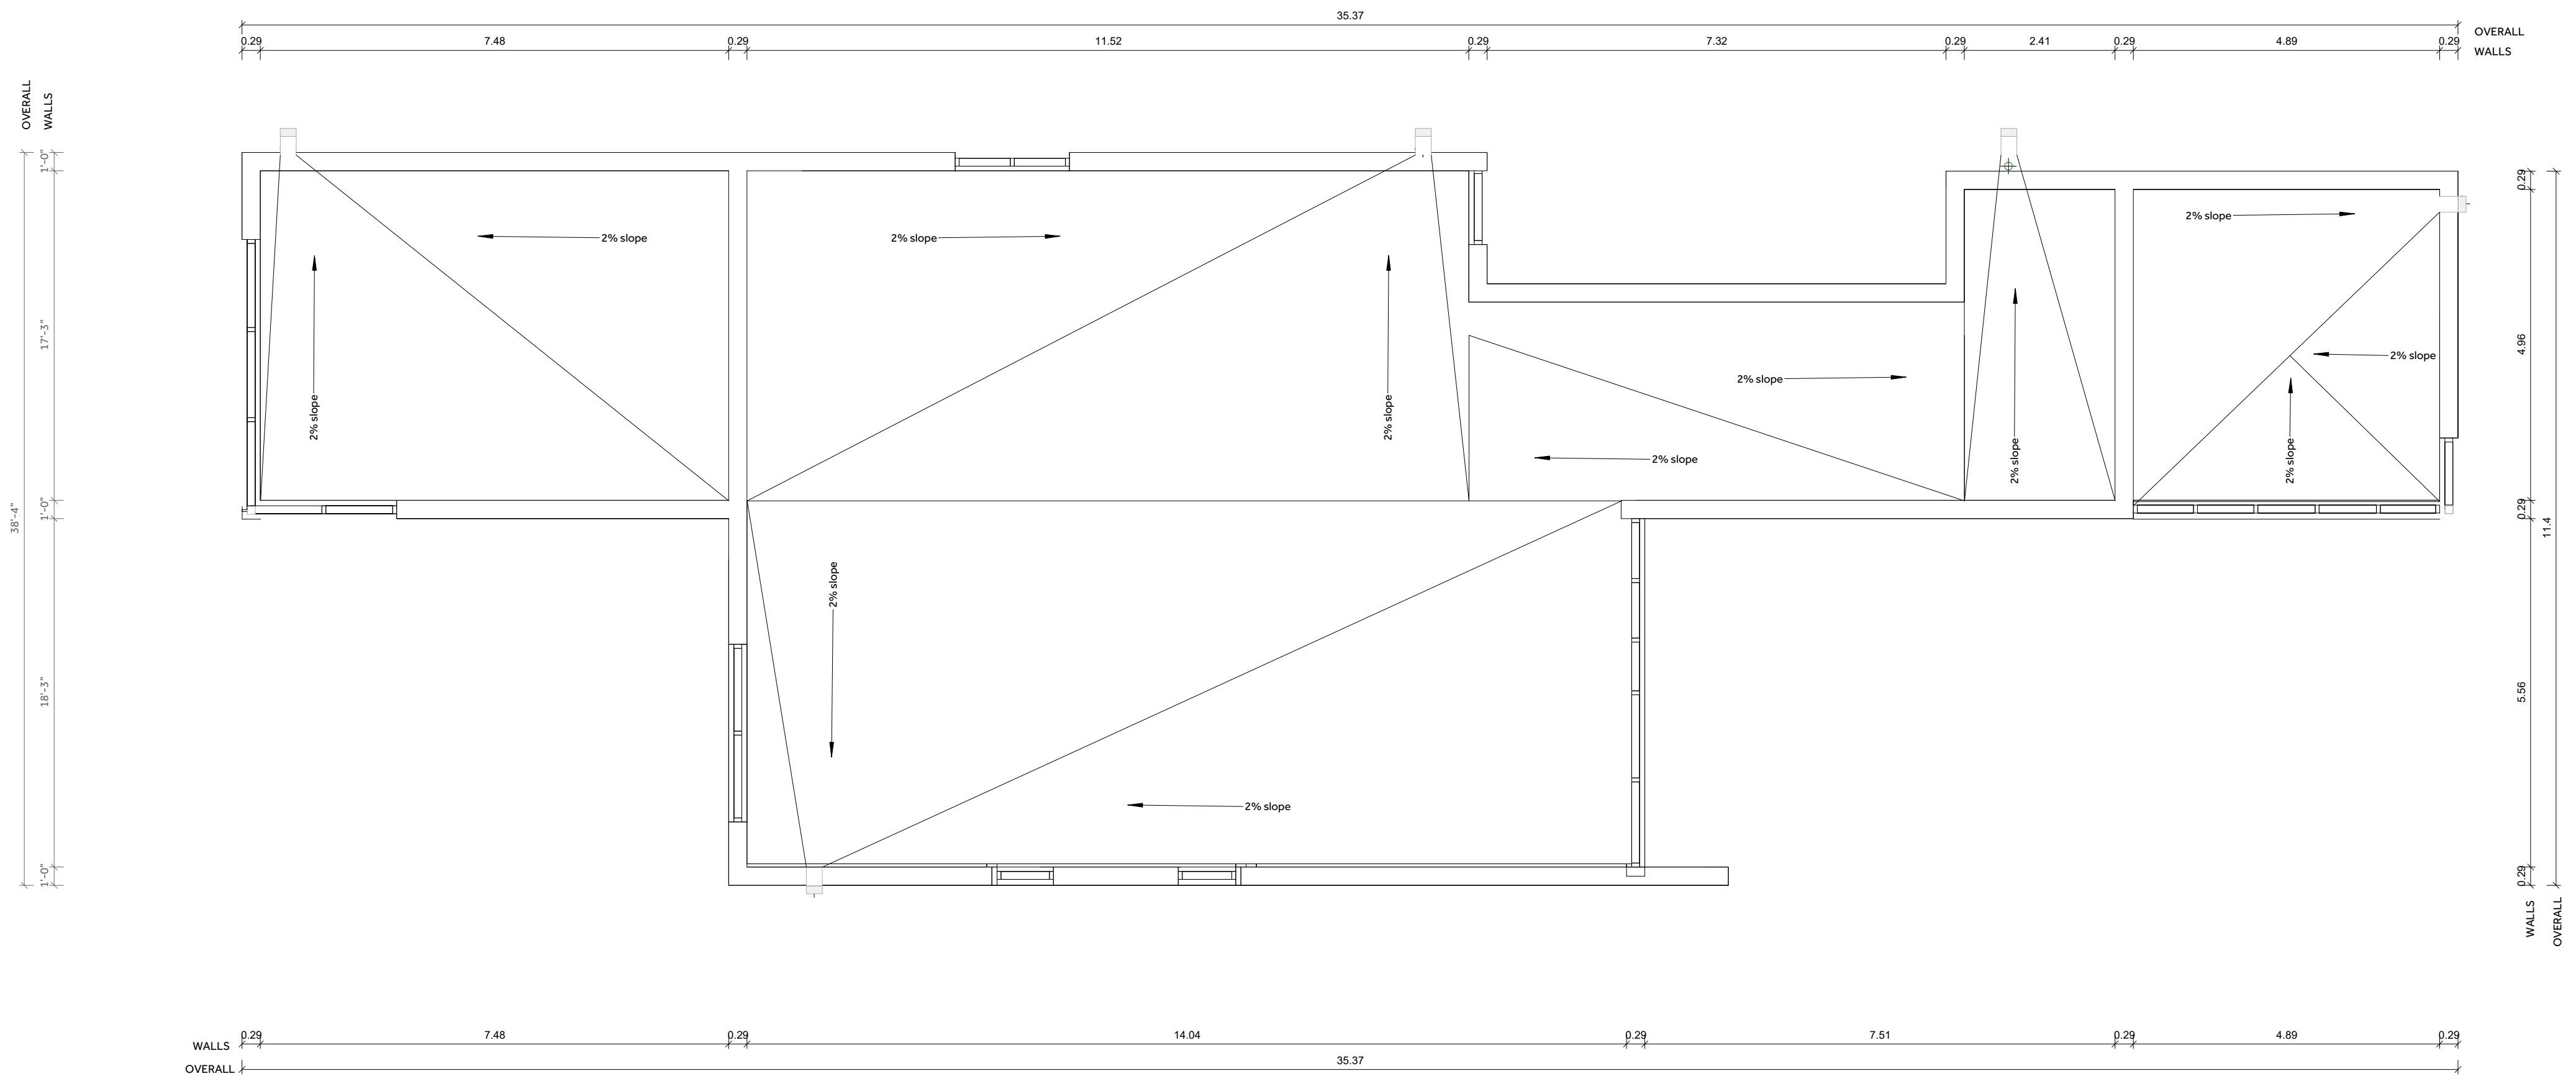 35.37
OVERALL
0.29 7.48 0.29 11.52 0.29 7.32 0.29 2.41 0.29 4.89 0.29
WALLS
OVERALL
WALLS
1'-0"
17'-3"
1'-0"
18'-3"
1'-0"
38'-4"
2% slope
2% slope
2% slope
2% slope
2% slope
2% slope
2% slope
2% slope
2% slope
2% slope
2% slope
2% slope
0.29
4.96
0.29
5.56
0.29
11.4
WALLS
OVERALL
WALLS
0.29 7.48 0.29 14.04 0.29 7.51 0.29 4.89 0.29
OVERALL
35.37